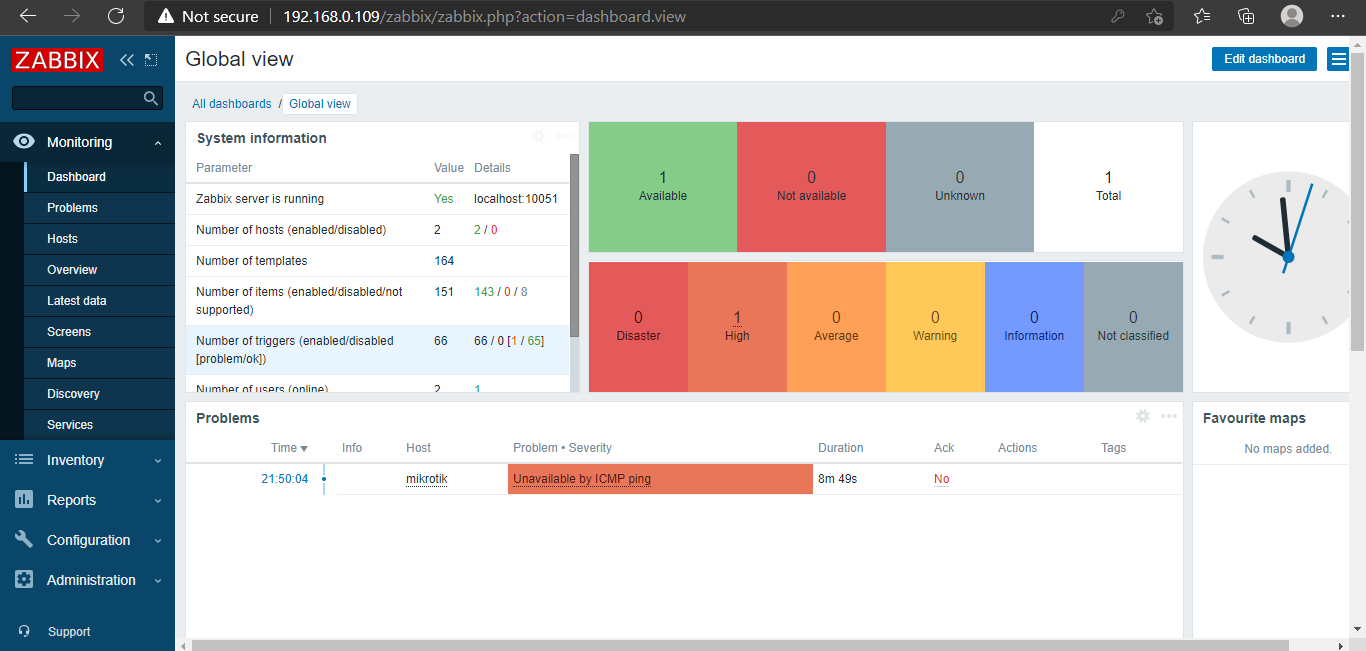 Not secure 192.168.0.109/zabbix/zabbix.php?action=dashboard.view
ZABBIX
Monitoring
Dashboard
Problems
Hosts
Overview
Latest data
Screens
Maps
Discovery
Services
Inventory
Reports
Configuration
Administration
Support
Global view
Edit dashboard
All dashboards / Global view
System information
Parameter Value Details
Zabbix server is running Yes localhost:10051
Number of hosts (enabled/disabled) 2 2 / 0
Number of templates 164
Number of items (enabled/disabled/not 151 143 / 0 / 8
supported)
Number of triggers (enabled/disabled 66 66 / 0 [1 / 65]
[problem/ok])
Number of users (online) 2 1
1 0 0 1
Available Not available Unknown Total
0 1 0 0 0 0
Disaster High Average Warning Information Not classified
Problems
Time Info Host Problem • Severity Duration Ack Actions Tags
21:50:04 mikrotik Unavailable by ICMP ping 8m 49s No
Favourite maps
No maps added.